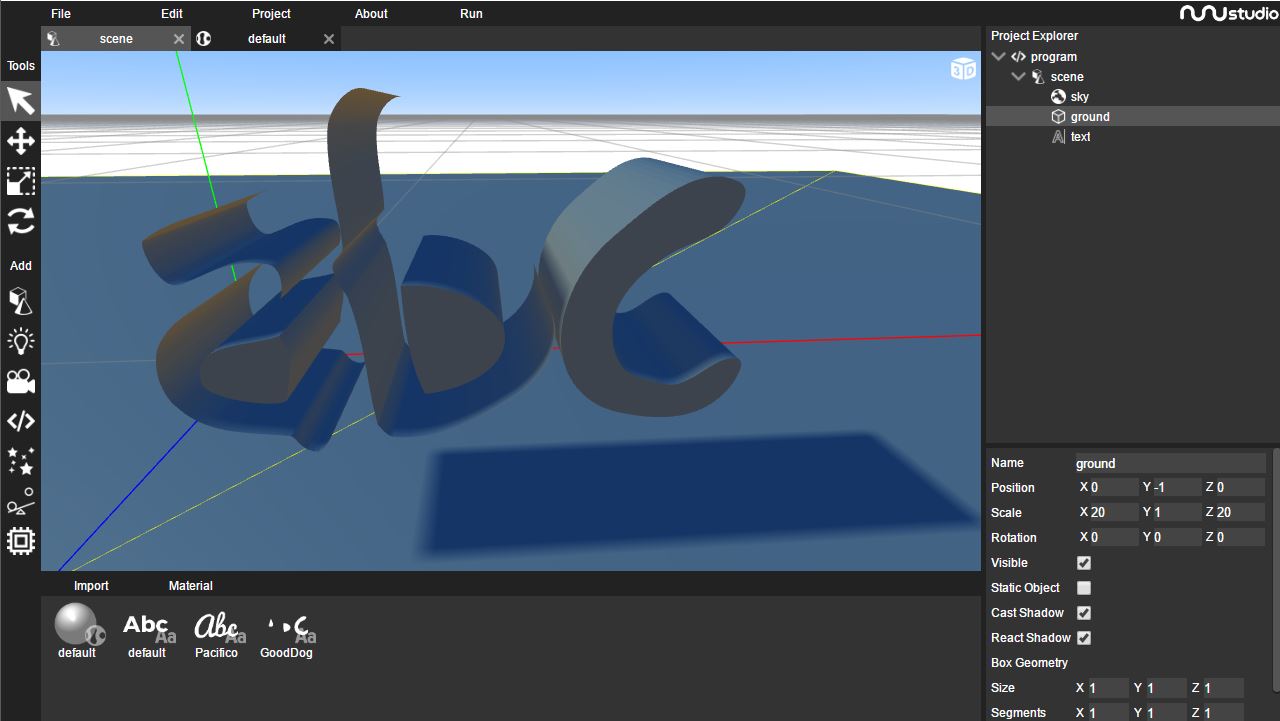 File Edit Project About Run
nunustudio
scene default
Tools
Add
3D
abc
Import Material
Abc Aa Abc Aa Aa
default default Pacifico GoodDog
Project Explorer
program
scene
sky
ground
A text
Name ground
Position X 0 Y -1 Z 0
Scale X 20 Y 1 Z 20
Rotation X 0 Y 0 Z 0
Visible
Static Object
Cast Shadow
React Shadow
Box Geometry
Size X 1 Y 1 Z 1
Segments X 1 Y 1 Z 1